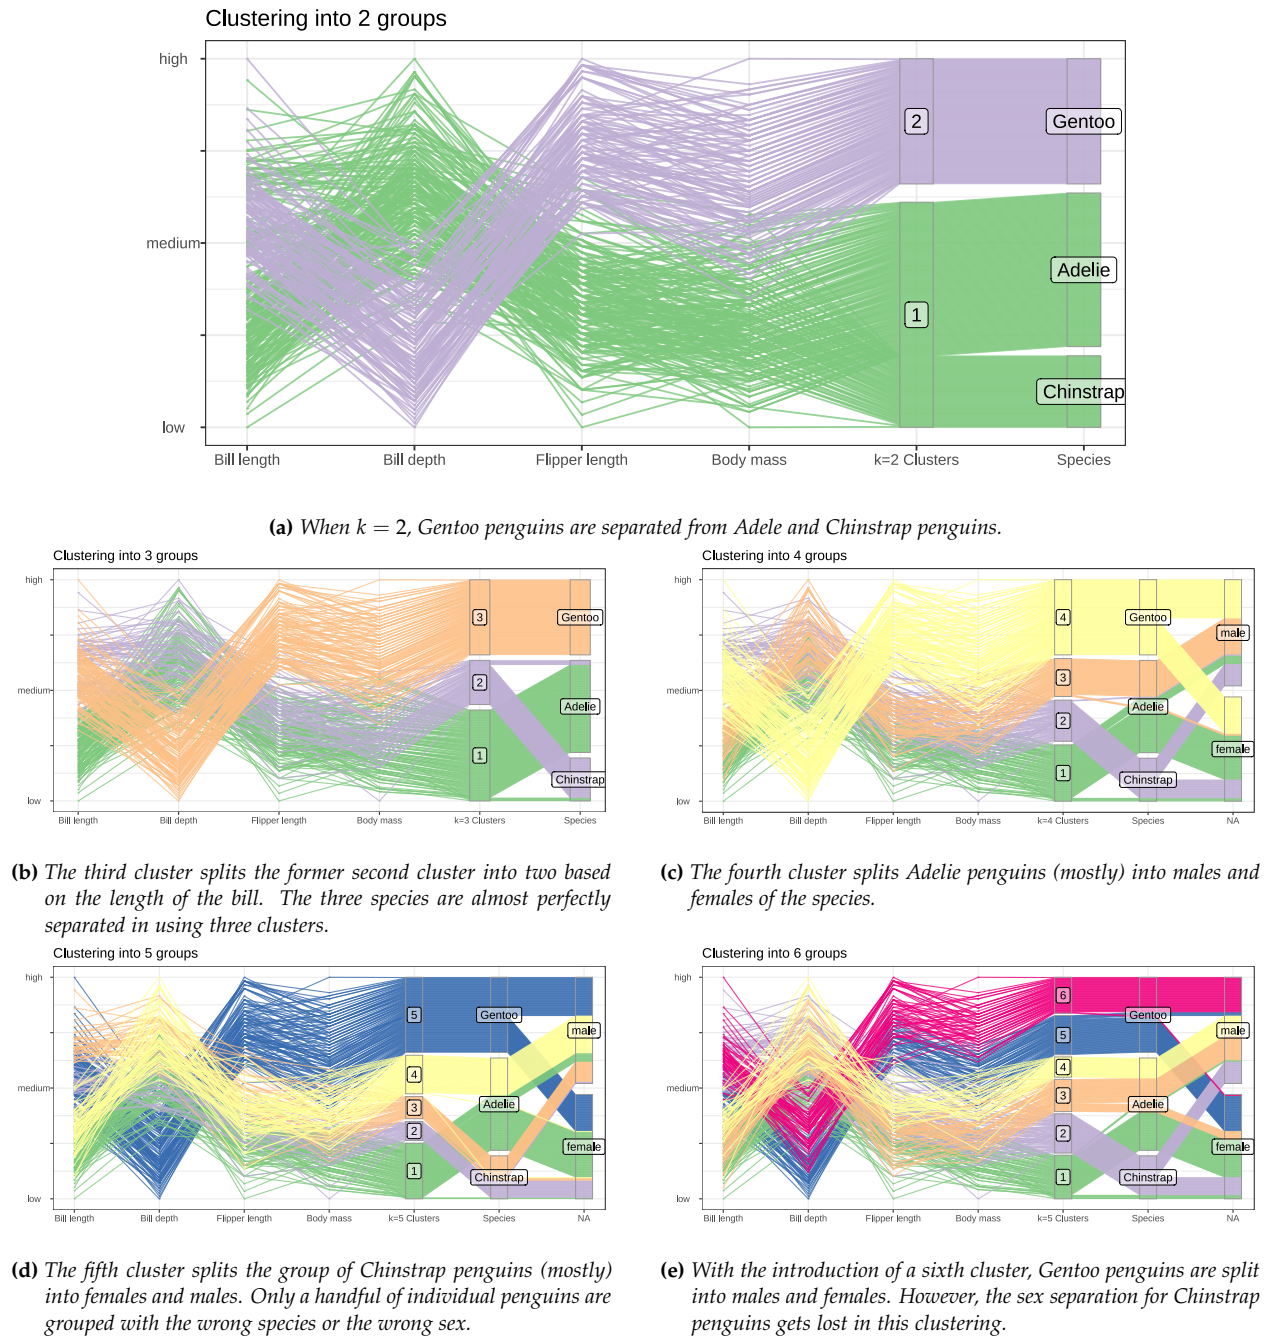 Clustering into 2 groups
high
medium
low
2
1
Gentoo
Adelie
Chinstrap
Bill length Bill depth Flipper length Body mass k=2 Clusters Species
(a) When k = 2, Gentoo penguins are separated from Adele and Chinstrap penguins.
Clustering into 3 groups
high
medium
low
3
2
1
Gentoo
Adelie
Chinstrap
Bill length Bill depth Flipper length Body mass k=3 Clusters Species
(b) The third cluster splits the former second cluster into two based
on the length of the bill. The three species are almost perfectly
separated in using three clusters.
Clustering into 4 groups
high
medium
low
4
3
2
1
Gentoo
Adelie
Chinstrap
male
female
Bill length Bill depth Flipper length Body mass k=4 Clusters Species NA
(c) The fourth cluster splits Adelie penguins (mostly) into males and
females of the species.
Clustering into 5 groups
high
medium
low
5
4
3
2
1
Gentoo
Adelie
Chinstrap
male
female
Bill length Bill depth Flipper length Body mass k=5 Clusters Species NA
(d) The fifth cluster splits the group of Chinstrap penguins (mostly)
into females and males. Only a handful of individual penguins are
grouped with the wrong species or the wrong sex.
Clustering into 6 groups
high
medium
low
6
5
4
3
2
1
Gentoo
Adelie
Chinstrap
male
female
Bill length Bill depth Flipper length Body mass k=5 Clusters Species NA
(e) With the introduction of a sixth cluster, Gentoo penguins are split
into males and females. However, the sex separation for Chinstrap
penguins gets lost in this clustering.